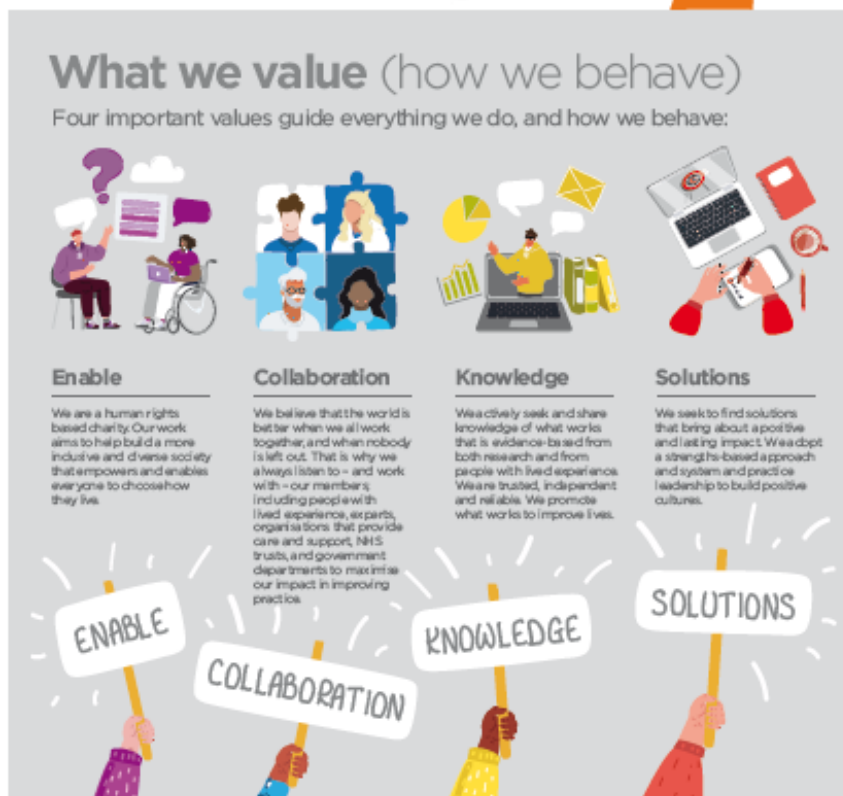 What we value (how we behave)
Four important values guide everything we do, and how we behave:
Enable
We are a human rights
based charity. Our work
aims to help build a more
inclusive and diverse society
that empowers and enables
everyone to choose how
they live.
Collaboration
We believe that the world is
better when we all work
together, and when nobody
is left out. That is why we
always listen to – and work
with – our members,
including people with
lived experience, experts,
organisations that provide
care and support, NHS
trusts, and government
departments to maximise
our impact in improving
practice.
Knowledge
We actively seek and share
knowledge of what works
that is evidence-based from
both research and from
people with lived experience.
We are trusted, independent
and reliable. We promote
what works to improve lives.
Solutions
We seek to find solutions
that bring about a positive
and lasting impact. We adopt
a strengths-based approach
and system and practice
leadership to build positive
cultures.
ENABLE
COLLABORATION
KNOWLEDGE
SOLUTIONS